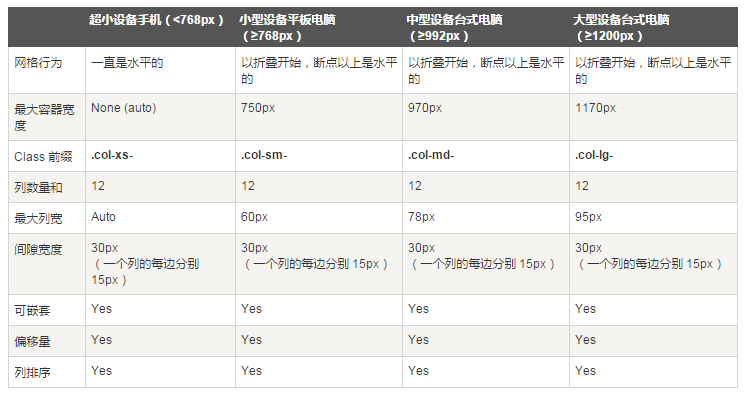 超小设备手机（<768px） 小型设备平板电脑（≥768px） 中型设备台式电脑（≥992px） 大型设备台式电脑（≥1200px）
网格行为 一直是水平的 以折叠开始，断点以上是水平的 以折叠开始，断点以上是水平的 以折叠开始，断点以上是水平的
最大容器宽度 None (auto) 750px 970px 1170px
Class 前缀 .col-xs- .col-sm- .col-md- .col-lg-
列数量和 12 12 12 12
最大列宽 Auto 60px 78px 95px
间隙宽度 30px（一个列的每边分别 15px） 30px（一个列的每边分别 15px） 30px（一个列的每边分别 15px） 30px（一个列的每边分别 15px）
可嵌套 Yes Yes Yes Yes
偏移量 Yes Yes Yes Yes
列排序 Yes Yes Yes Yes